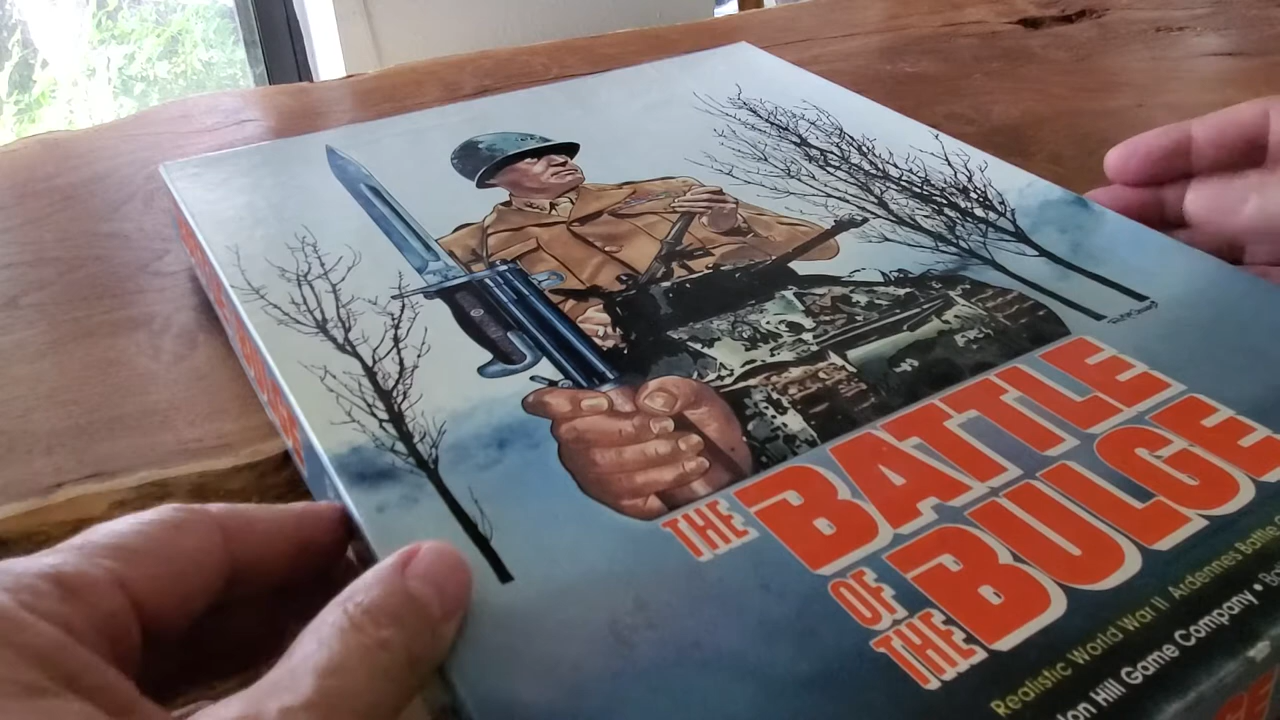 THE BATTLE
OF
THE BULGE
Realistic World War II Ardennes Battle
Hill Game Company •